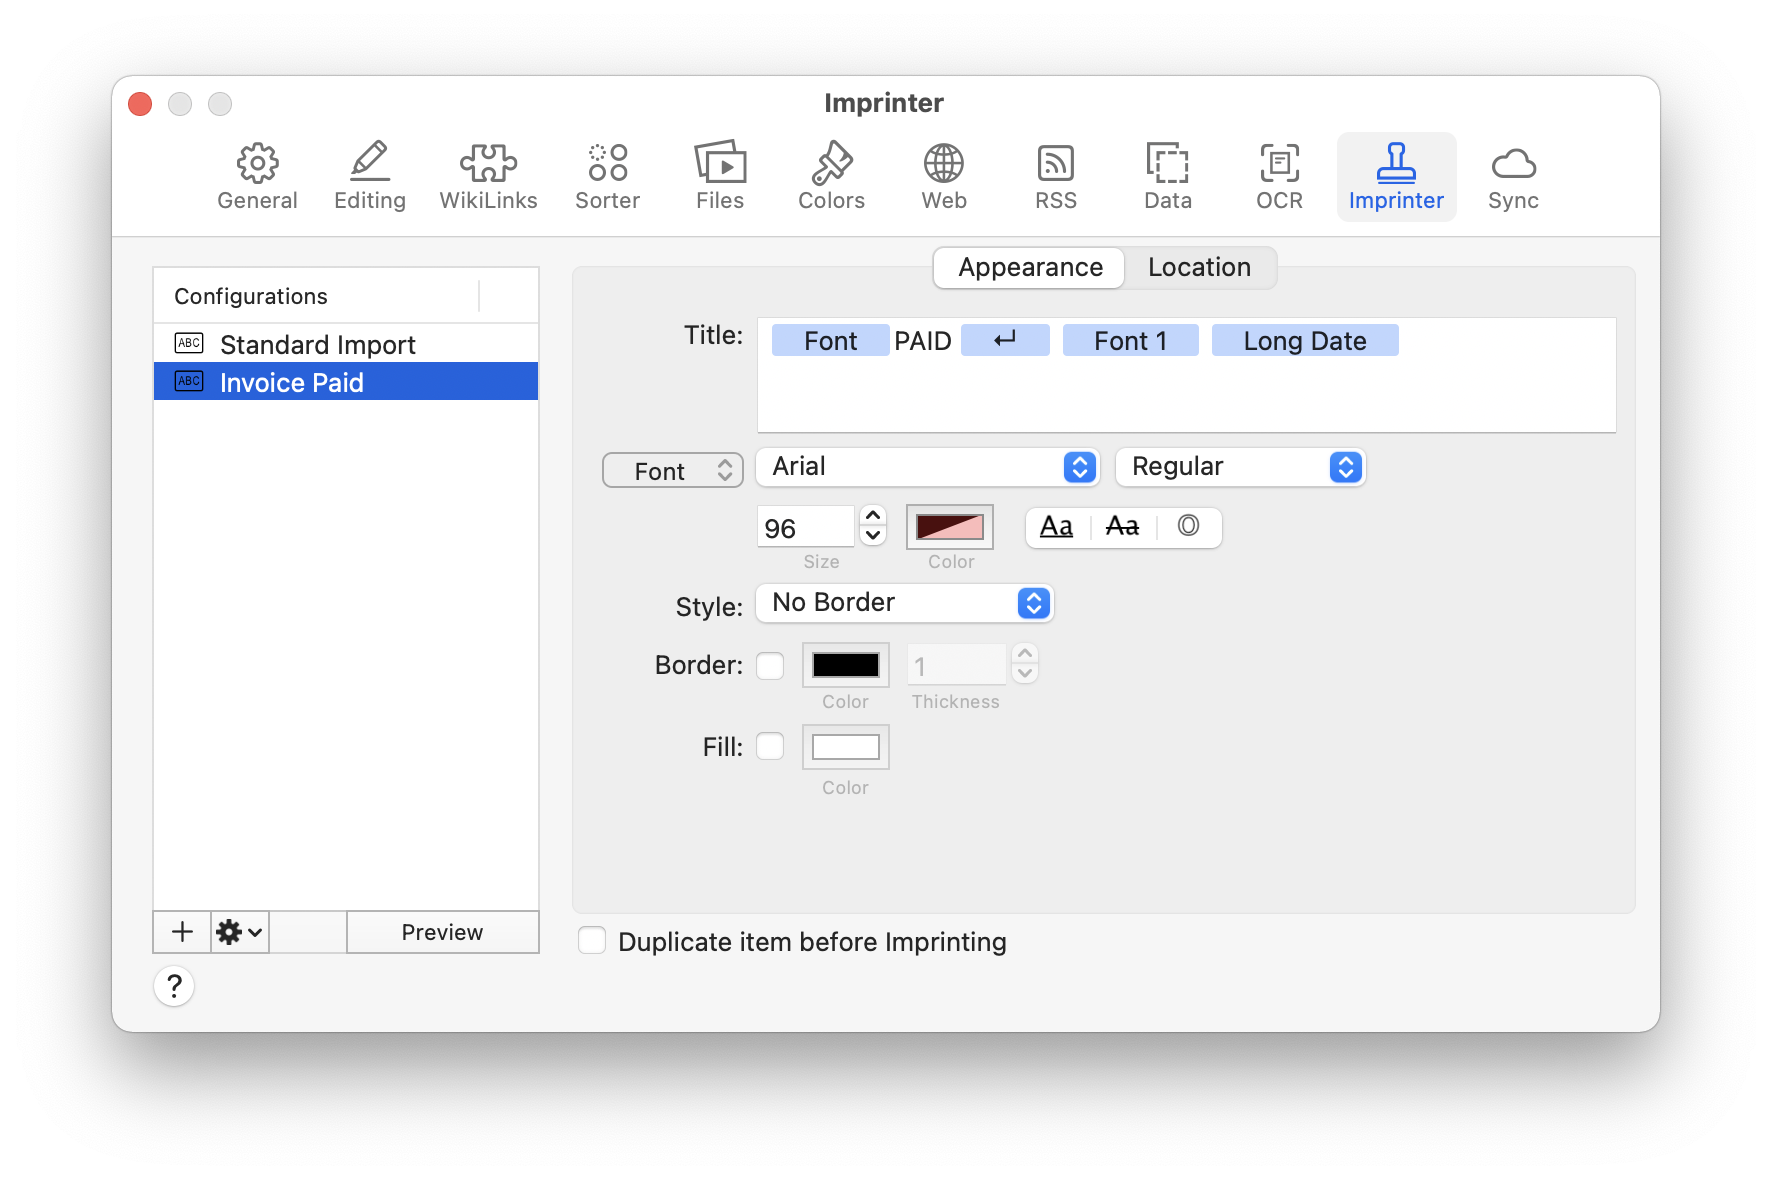 Imprinter
General Editing WikiLinks Sorter Files Colors Web RSS Data OCR Imprinter Sync
Appearance Location
Configurations
ABC Standard Import
ABC Invoice Paid
Title: Font PAID ↵ Font 1 Long Date
Font Arial Regular
96 Aa Aa O
Size Color
Style: No Border
Border: 1
Color Thickness
Fill:
Color
+ Preview
Duplicate item before Imprinting
?